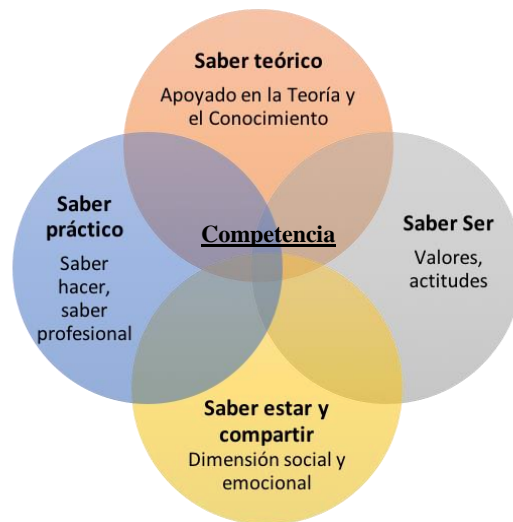 Saber teórico
Apoyado en la Teoría y
el Conocimiento
Saber
práctico
Saber
hacer,
saber
profesional
Competencia
Saber Ser
Valores,
actitudes
Saber estar y
compartir
Dimensión social y
emocional